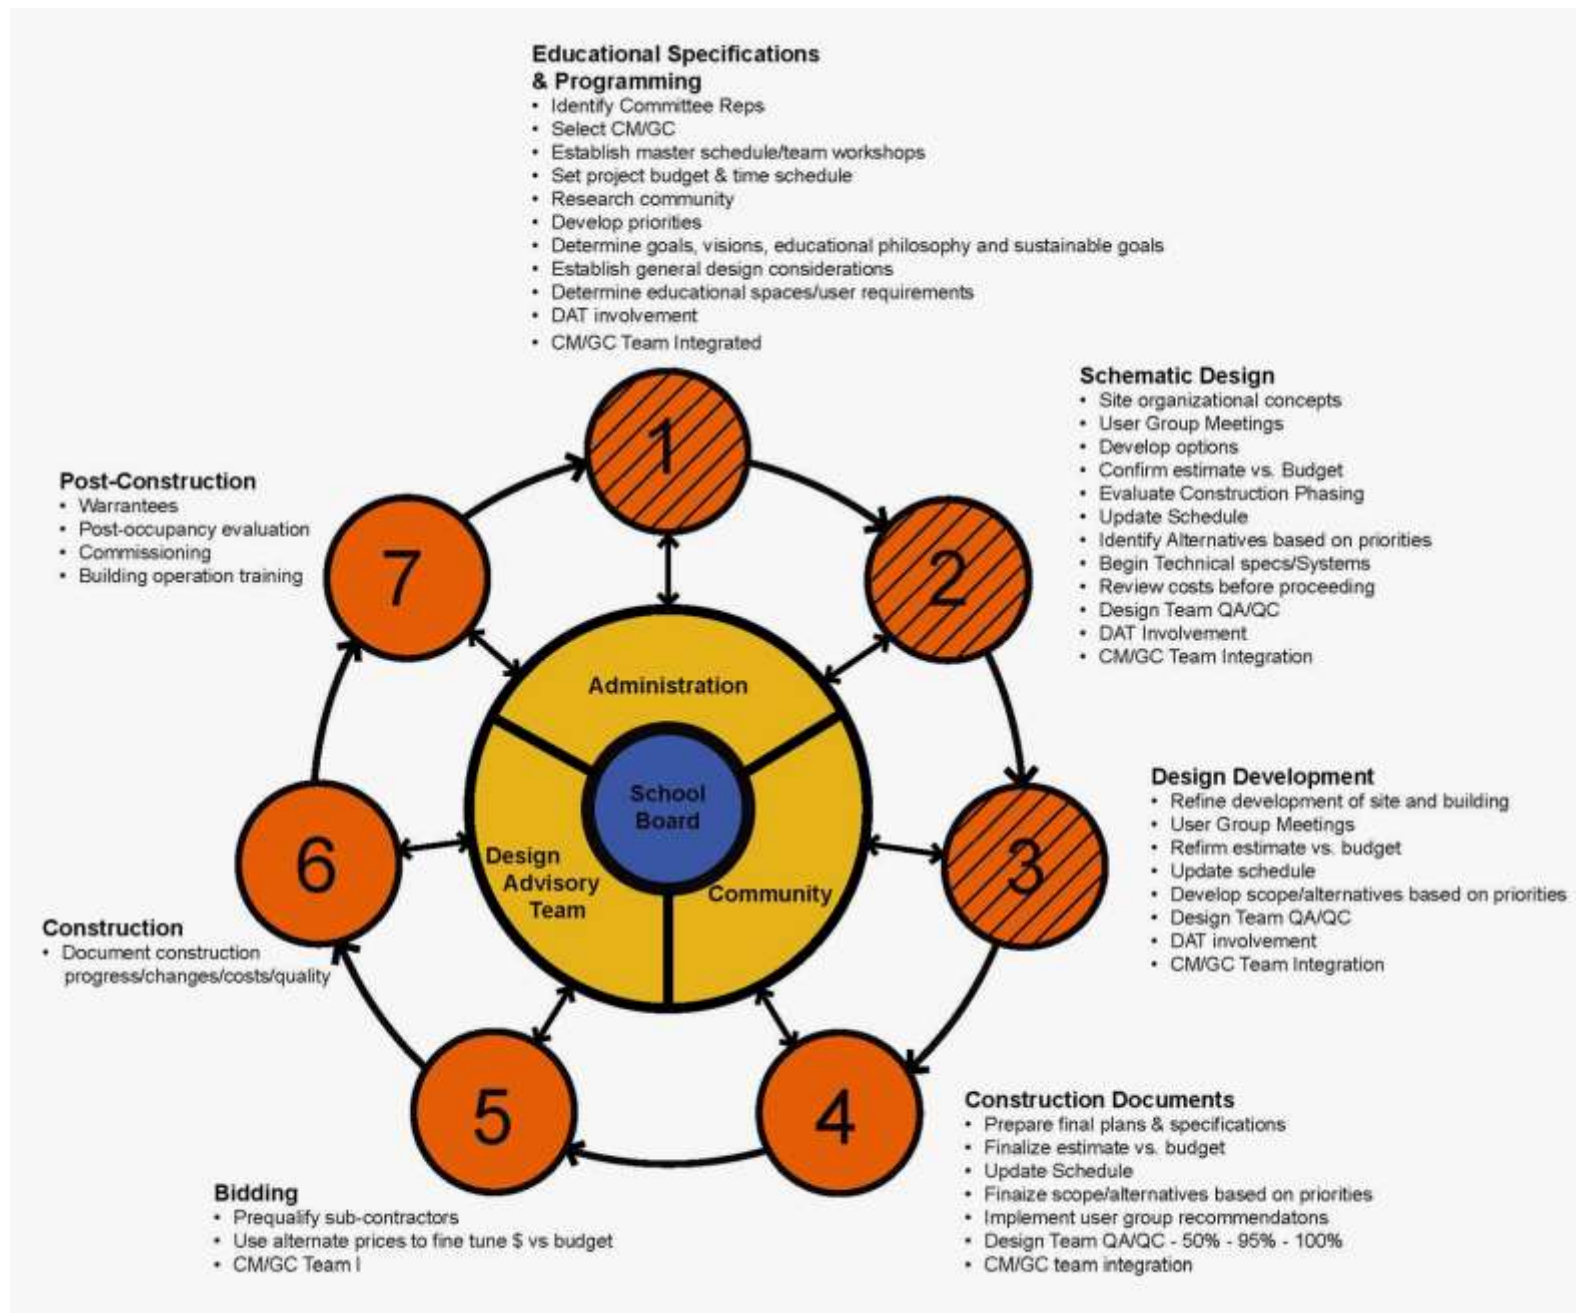 Educational Specifications
& Programming
• Identify Committee Reps
• Select CM/GC
• Establish master schedule/team workshops
• Set project budget & time schedule
• Research community
• Develop priorities
• Determine goals, visions, educational philosophy and sustainable goals
• Establish general design considerations
• Determine educational spaces/user requirements
• DAT involvement
• CM/GC Team Integrated
1
Schematic Design
• Site organizational concepts
• User Group Meetings
• Develop options
• Confirm estimate vs. Budget
• Evaluate Construction Phasing
• Update Schedule
• Identify Alternatives based on priorities
• Begin Technical specs/Systems
• Review costs before proceeding
• Design Team QA/QC
• DAT Involvement
• CM/GC Team Integration
2
Design Development
• Refine development of site and building
• User Group Meetings
• Refirm estimate vs. budget
• Update schedule
• Develop scope/alternatives based on priorities
• Design Team QA/QC
• DAT involvement
• CM/GC Team Integration
3
Construction Documents
• Prepare final plans & specifications
• Finalize estimate vs. budget
• Update Schedule
• Finaize scope/alternatives based on priorities
• Implement user group recommendatons
• Design Team QA/QC - 50% - 95% - 100%
• CM/GC team integration
4
Bidding
• Prequalify sub-contractors
• Use alternate prices to fine tune $ vs budget
• CM/GC Team I
5
Construction
• Document construction
progress/changes/costs/quality
6
Post-Construction
• Warrantees
• Post-occupancy evaluation
• Commissioning
• Building operation training
7
Administration
School
Board
Design
Advisory
Team
Community